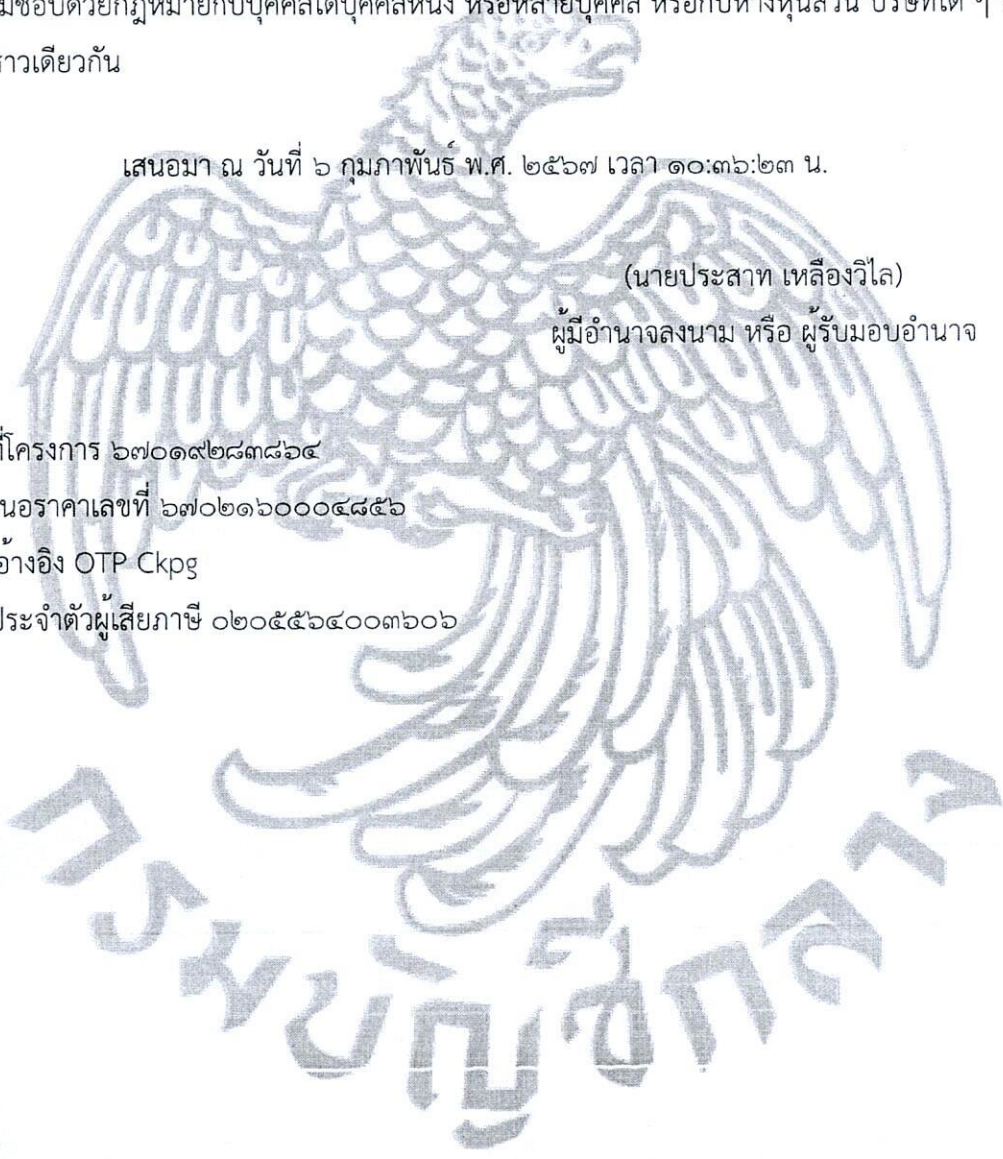 มิชอบด้วยกฎหมายกับบุคคลใดบุคคลหนึ่ง หรือหลายบุคคล หรือกับห้างหุ้นส่วน บริษัทใด ๆ
าวเดียวกัน
เสนอมา ณ วันที่ ๖ กุมภาพันธ์ พ.ศ. ๒๕๖๗ เวลา ๑๐:๓๖:๒๓ น.
(นายประสาท เหลืองวิไล)
ผู้มีอำนาจลงนาม หรือ ผู้รับมอบอำนาจ
ที่โครงการ ๖๗๐๑๙๒๘๓๘๖๔
นอราคาเลขที่ ๖๗๐๒๑๖๐๐๐๔๘๕๖
อ้างอิง OTP Ckpg
ประจำตัวผู้เสียภาษี ๐๒๐๕๕๖๔๐๐๓๖๐๖
กรมบัญชีกลาง